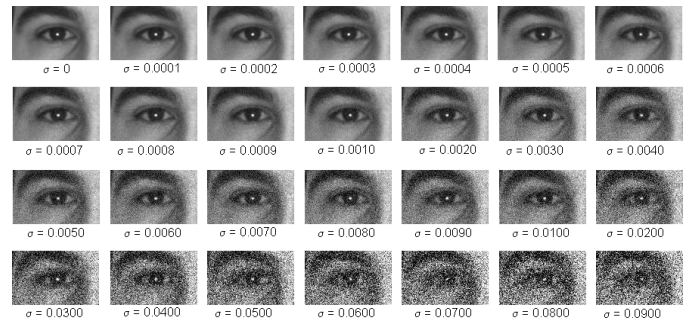 σ = 0 σ = 0.0001 σ = 0.0002 σ = 0.0003 σ = 0.0004 σ = 0.0005 σ = 0.0006
σ = 0.0007 σ = 0.0008 σ = 0.0009 σ = 0.0010 σ = 0.0020 σ = 0.0030 σ = 0.0040
σ = 0.0050 σ = 0.0060 σ = 0.0070 σ = 0.0080 σ = 0.0090 σ = 0.0100 σ = 0.0200
σ = 0.0300 σ = 0.0400 σ = 0.0500 σ = 0.0600 σ = 0.0700 σ = 0.0800 σ = 0.0900